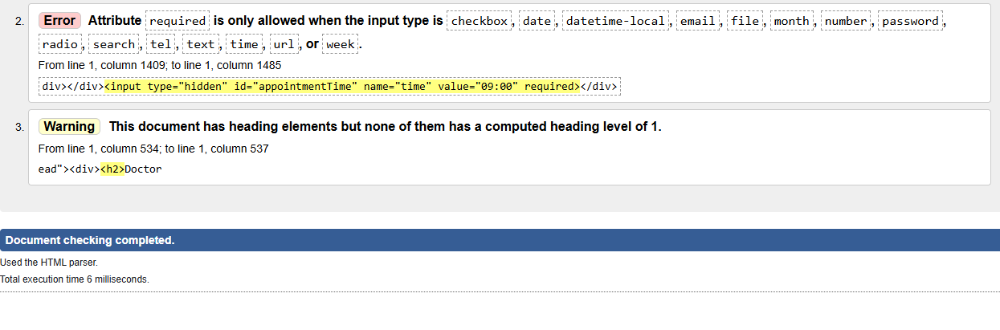 2. Error Attribute required is only allowed when the input type is checkbox, date, datetime-local, email, file, month, number, password,
radio, search, tel, text, time, url, or week.
From line 1, column 1409; to line 1, column 1485
div></div><input type="hidden" id="appointmentTime" name="time" value="09:00" required></div>
3. Warning This document has heading elements but none of them has a computed heading level of 1.
From line 1, column 534; to line 1, column 537
ead"><div><h2>Doctor
Document checking completed.
Used the HTML parser.
Total execution time 6 milliseconds.